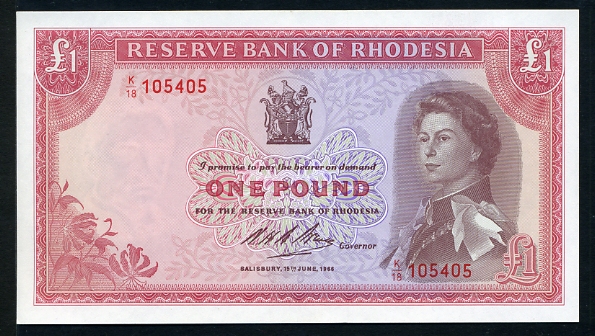 £1 RESERVE BANK OF RHODESIA £1
K/18 105405
I promise to pay the bearer on demand
ONE POUND
FOR THE RESERVE BANK OF RHODESIA
Governor
SALISBURY, 15TH JUNE, 1966
K/18 105405
£1